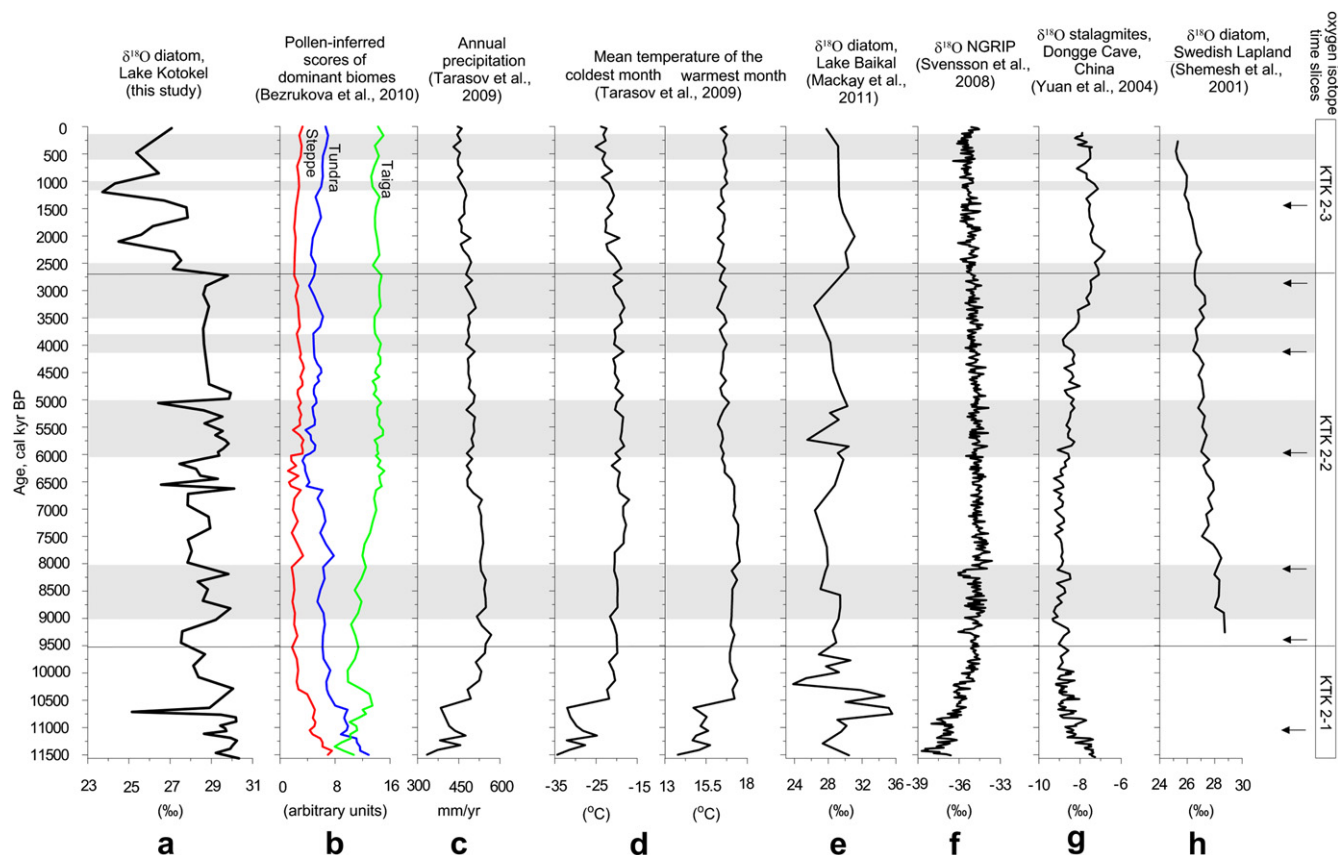 δ18O diatom,
Lake Kotokel
(this study)
Pollen-inferred
scores of
dominant biomes
(Bezrukova et al., 2010)
Annual
precipitation
(Tarasov et al.,
2009)
Mean temperature of the
coldest month warmest month
(Tarasov et al., 2009)
δ18O diatom,
Lake Baikal
(Mackay et al.,
2011)
δ18O NGRIP
(Svensson et al.,
2008)
δ18O stalagmites,
Dongge Cave,
China
(Yuan et al., 2004)
δ18O diatom,
Swedish Lapland
(Shemesh et al.,
2001)
oxygen isotope
time slices
Age, cal kyr BP
0
500
1000
1500
2000
2500
3000
3500
4000
4500
5000
5500
6000
6500
7000
7500
8000
8500
9000
9500
10000
10500
11000
11500
Steppe
Tundra
Taiga
KTK 2-3
KTK 2-2
KTK 2-1
23 25 27 29 31
0 8 16
300 450 600
-35 -25 -15
13 15.5 18
24 28 32 36
-39 -36 -33
-10 -8 -6
24 26 28 30
(‰)
(arbitrary units)
mm/yr
(°C)
(°C)
(‰)
(‰)
(‰)
(‰)
a b c d e f g h